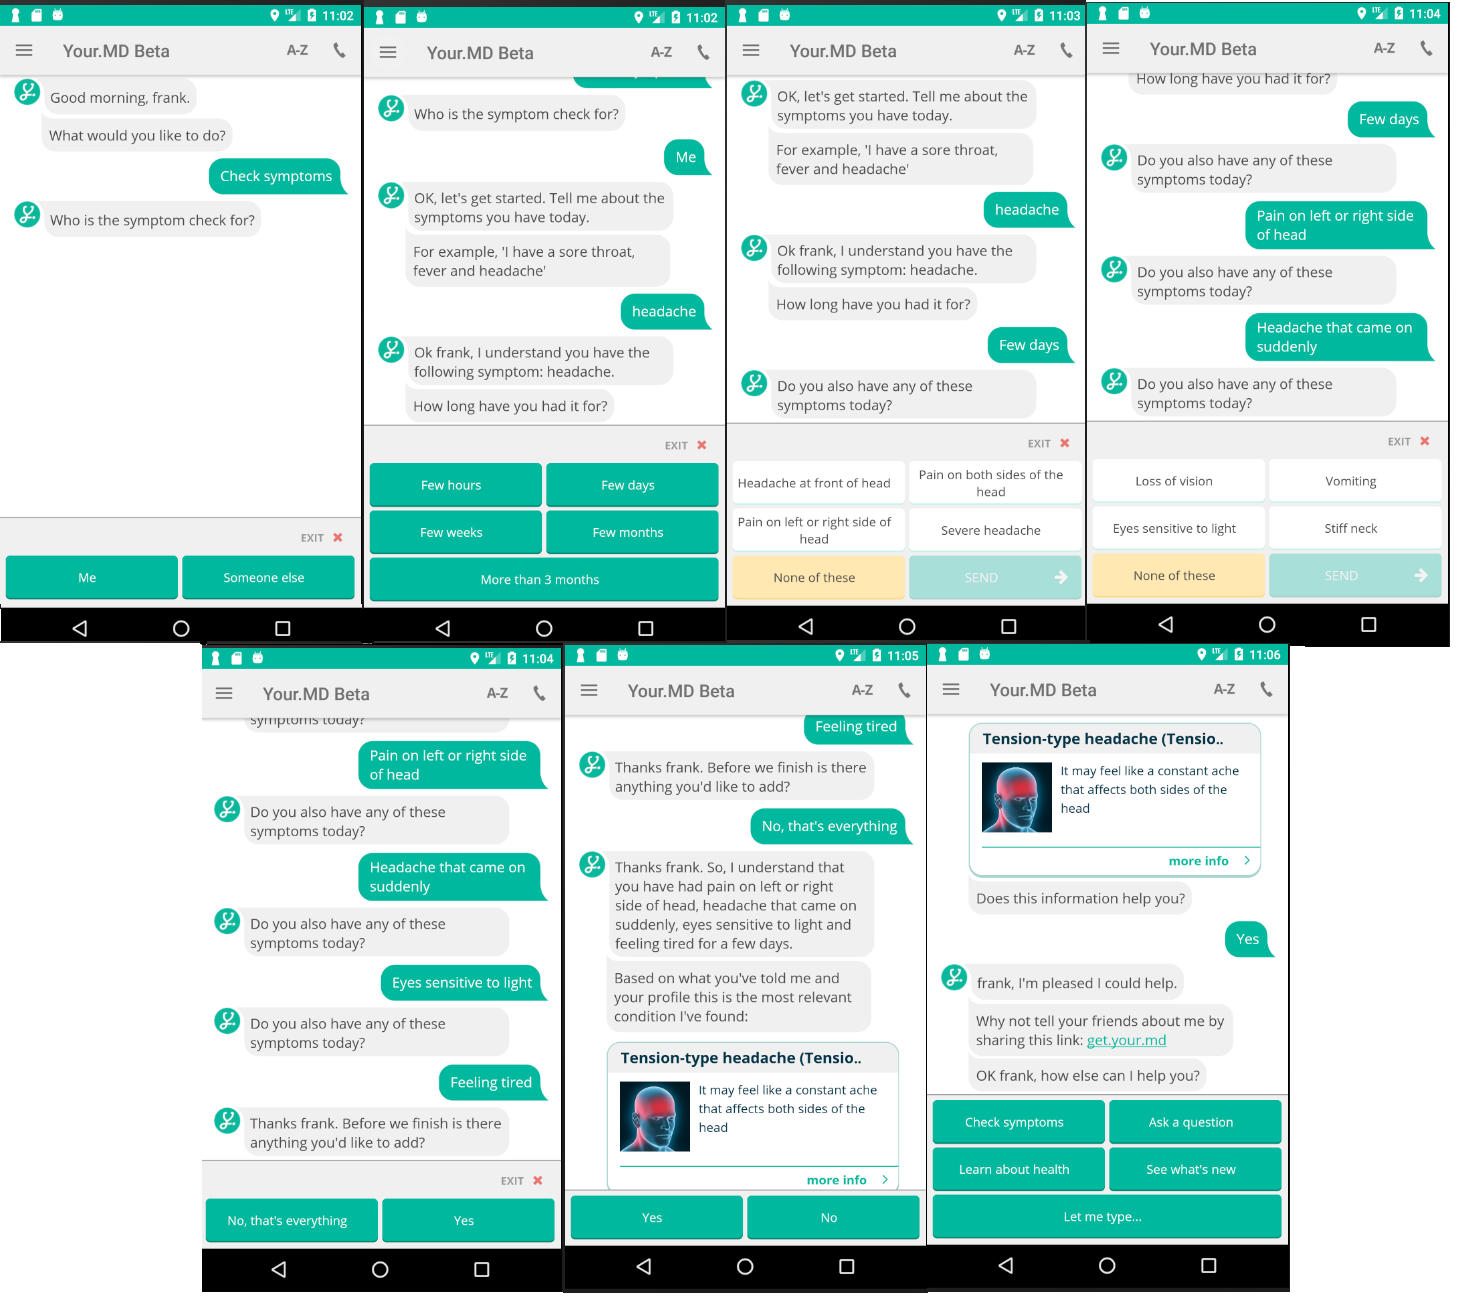 11:02
Your.MD Beta
A-Z
Good morning, frank.
What would you like to do?
Check symptoms
Who is the symptom check for?
EXIT
Me
Someone else
LTE
11:02
Your.MD Beta
A-Z
Who is the symptom check for?
Me
OK, let's get started. Tell me about the
symptoms you have today.
For example, 'I have a sore throat,
fever and headache'
headache
Ok frank, I understand you have the
following symptom: headache.
How long have you had it for?
EXIT
Few hours
Few days
Few weeks
Few months
More than 3 months
LTE
11:03
Your.MD Beta
A-Z
OK, let's get started. Tell me about the
symptoms you have today.
For example, 'I have a sore throat,
fever and headache'
headache
Ok frank, I understand you have the
following symptom: headache.
How long have you had it for?
Few days
Do you also have any of these
symptoms today?
EXIT
Headache at front of head
Pain on both sides of the
head
Pain on left or right side of
head
Severe headache
None of these
SEND
LTE
11:04
Your.MD Beta
A-Z
How long have you had it for?
Few days
Do you also have any of these
symptoms today?
Pain on left or right side
of head
Do you also have any of these
symptoms today?
Headache that came on
suddenly
Do you also have any of these
symptoms today?
EXIT
Loss of vision
Vomiting
Eyes sensitive to light
Stiff neck
None of these
SEND
LTE
11:04
Your.MD Beta
A-Z
symptoms today?
Pain on left or right side
of head
Do you also have any of these
symptoms today?
Headache that came on
suddenly
Do you also have any of these
symptoms today?
Eyes sensitive to light
Do you also have any of these
symptoms today?
Feeling tired
Thanks frank. Before we finish is there
anything you'd like to add?
EXIT
No, that's everything
Yes
LTE
11:05
Your.MD Beta
A-Z
Feeling tired
Thanks frank. Before we finish is there
anything you'd like to add?
No, that's everything
Thanks frank. So, I understand that
you have had pain on left or right
side of head, headache that came on
suddenly, eyes sensitive to light and
feeling tired for a few days.
Based on what you've told me and
your profile this is the most relevant
condition I've found:
Tension-type headache (Tensio..
It may feel like a constant ache
that affects both sides of the
head
more info
Yes
No
LTE
11:06
Your.MD Beta
A-Z
Tension-type headache (Tensio..
It may feel like a constant ache
that affects both sides of the
head
more info
Does this information help you?
Yes
frank, I'm pleased I could help.
Why not tell your friends about me by
sharing this link: get.your.md
OK frank, how else can I help you?
Check symptoms
Ask a question
Learn about health
See what's new
Let me type...